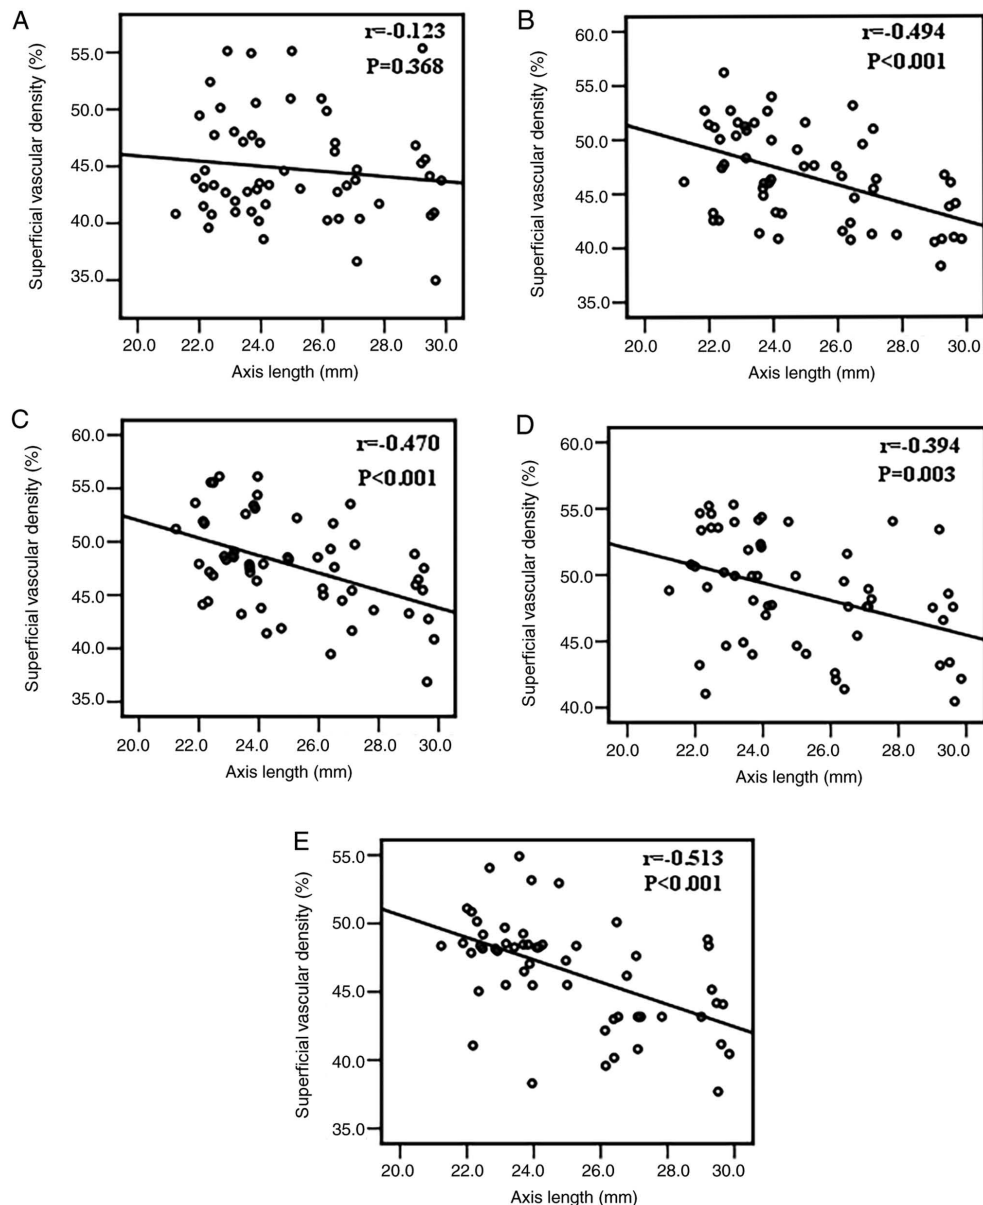 A
r=-0.123
P=0.368
Superficial vascular density (%)
55.0
50.0
45.0
40.0
35.0
20.0 22.0 24.0 26.0 28.0 30.0
Axis length (mm)
B
r=-0.494
P<0.001
Superficial vascular density (%)
60.0
55.0
50.0
45.0
40.0
35.0
20.0 22.0 24.0 26.0 28.0 30.0
Axis length (mm)
C
r=-0.470
P<0.001
Superficial vascular density (%)
60.0
55.0
50.0
45.0
40.0
35.0
20.0 22.0 24.0 26.0 28.0 30.0
Axis length (mm)
D
r=-0.394
P=0.003
Superficial vascular density (%)
60.0
55.0
50.0
45.0
40.0
20.0 22.0 24.0 26.0 28.0 30.0
Axis length (mm)
E
r=-0.513
P<0.001
Superficial vascular density (%)
55.0
50.0
45.0
40.0
35.0
20.0 22.0 24.0 26.0 28.0 30.0
Axis length (mm)